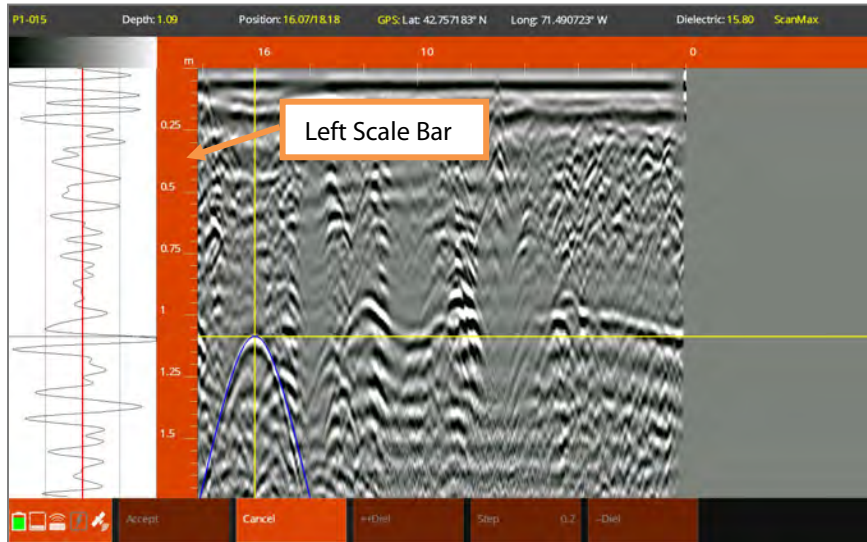 P1-015 Depth: 1.09 Position: 16.07/18.18 GPS: Lat: 42.757183° N Long: 71.490723° W Dielectric: 15.80 ScanMax
m 16 10 0
0.25
Left Scale Bar
0.5
0.75
1
1.25
1.5
Accept Cancel ++Diel Step 0.2 --Diel